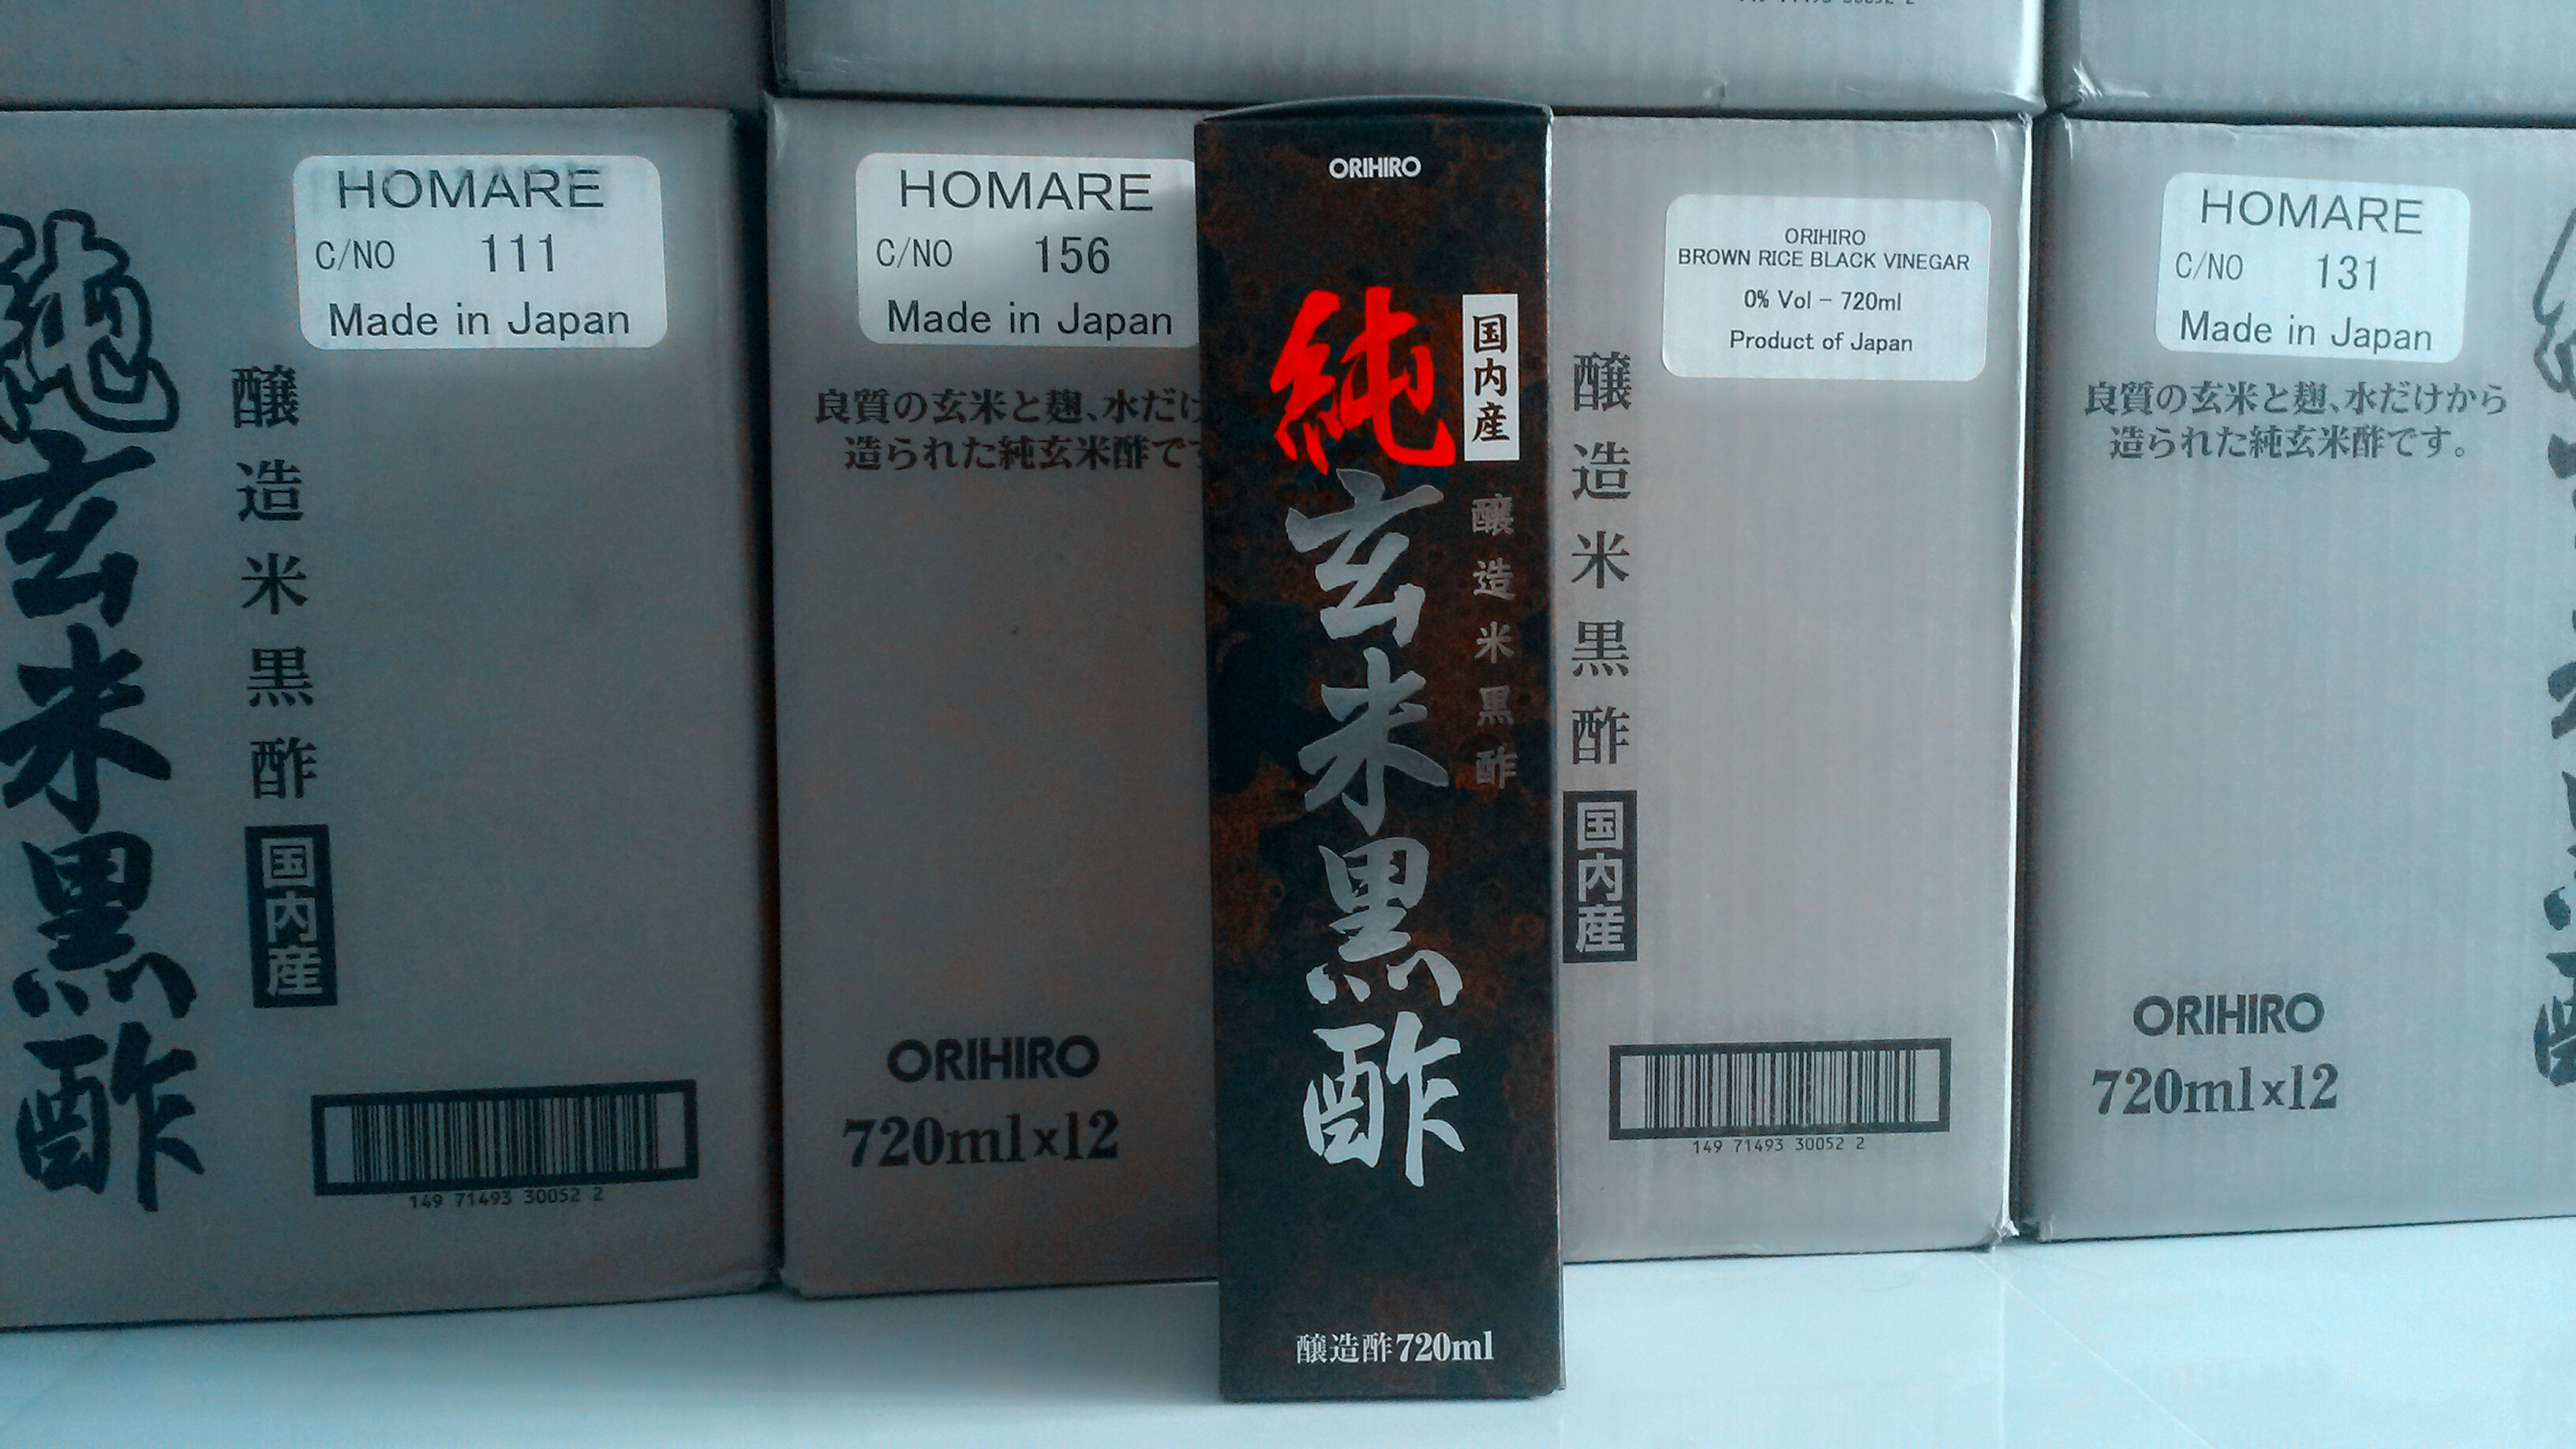 HOMARE
C/NO 111
Made in Japan
純玄米黒酢
醸造米黒酢
国内産
149 71493 30052 2
HOMARE
C/NO 156
Made in Japan
良質の玄米と麹、水だけ
造られた純玄米酢です
ORIHIRO
720ml×12
ORIHIRO
純玄米黒酢
国内産
醸造米黒酢
醸造酢720ml
ORIHIRO
BROWN RICE BLACK VINEGAR
0% Vol - 720ml
Product of Japan
醸造米黒酢
国内産
149 71493 30052 2
HOMARE
C/NO 131
Made in Japan
良質の玄米と麹、水だけから
造られた純玄米酢です。
ORIHIRO
720ml×12